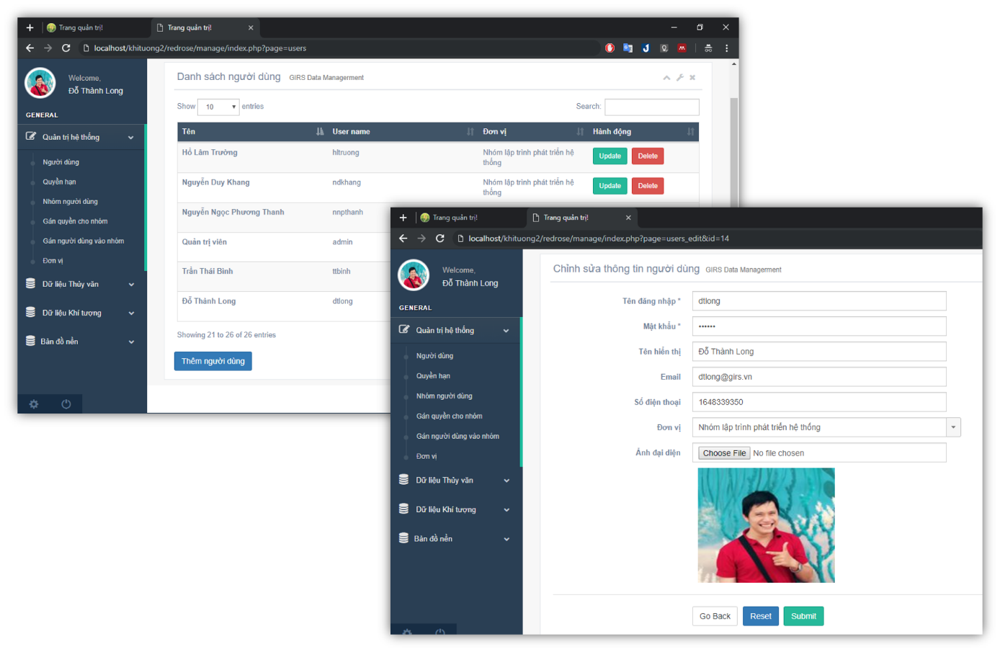 Trang quản trị!
Trang quản trị!
localhost/khituong2/redrose/manage/index.php?page=users
Welcome,
Đỗ Thành Long
GENERAL
Quản trị hệ thống
Người dùng
Quyền hạn
Nhóm người dùng
Gán quyền cho nhóm
Gán người dùng vào nhóm
Đơn vị
Dữ liệu Thủy văn
Dữ liệu Khí tượng
Bản đồ nền
Danh sách người dùng GIRS Data Managerment
Show 10 entries
Search:
Tên User name Đơn vị Hành động
Hồ Lâm Trường hltruong Nhóm lập trình phát triển hệ thống Update Delete
Nguyễn Duy Khang ndkhang Nhóm lập trình phát triển hệ thống Update Delete
Nguyễn Ngọc Phương Thanh nnpthanh
Quản trị viên admin
Trần Thái Bình ttbinh
Đỗ Thành Long dtlong
Showing 21 to 26 of 26 entries
Thêm người dùng
Trang quản trị!
Trang quản trị!
localhost/khituong2/redrose/manage/index.php?page=users_edit&id=14
Welcome,
Đỗ Thành Long
GENERAL
Quản trị hệ thống
Người dùng
Quyền hạn
Nhóm người dùng
Gán quyền cho nhóm
Gán người dùng vào nhóm
Đơn vị
Dữ liệu Thủy văn
Dữ liệu Khí tượng
Bản đồ nền
Chỉnh sửa thông tin người dùng GIRS Data Managerment
Tên đăng nhập * dtlong
Mật khẩu * ••••••
Tên hiển thị Đỗ Thành Long
Email dtlong@girs.vn
Số điện thoại 1648339350
Đơn vị Nhóm lập trình phát triển hệ thống
Ảnh đại diện Choose File No file chosen
Go Back Reset Submit